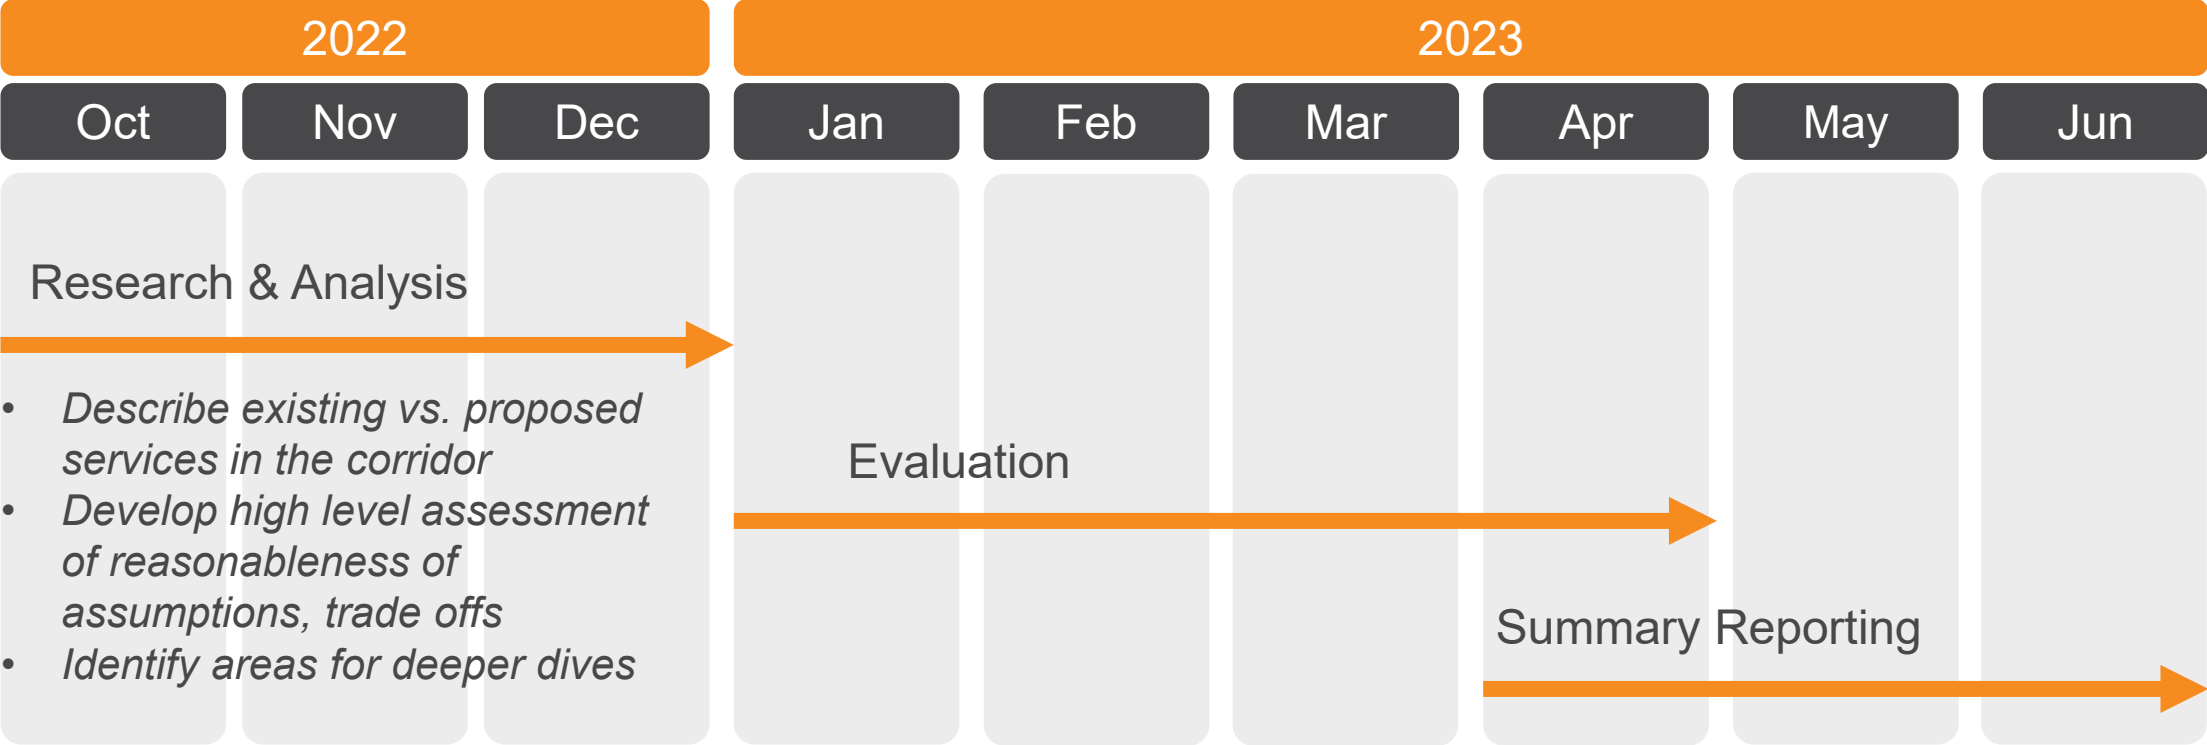 2022 2023
Oct Nov Dec Jan Feb Mar Apr May Jun
Research & Analysis
• Describe existing vs. proposed
services in the corridor
• Develop high level assessment
of reasonableness of
assumptions, trade offs
• Identify areas for deeper dives
Evaluation
Summary Reporting